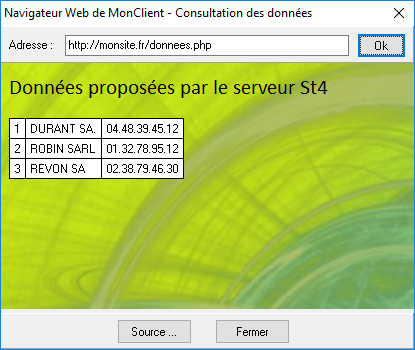 Navigateur Web de MonClient - Consultation des données
Adresse : http://monsite.fr/donnees.php Ok
Données proposées par le serveur St4
1 DURANT SA. 04.48.39.45.12
2 ROBIN SARL 01.32.78.95.12
3 REVON SA 02.38.79.46.30
Source ... Fermer